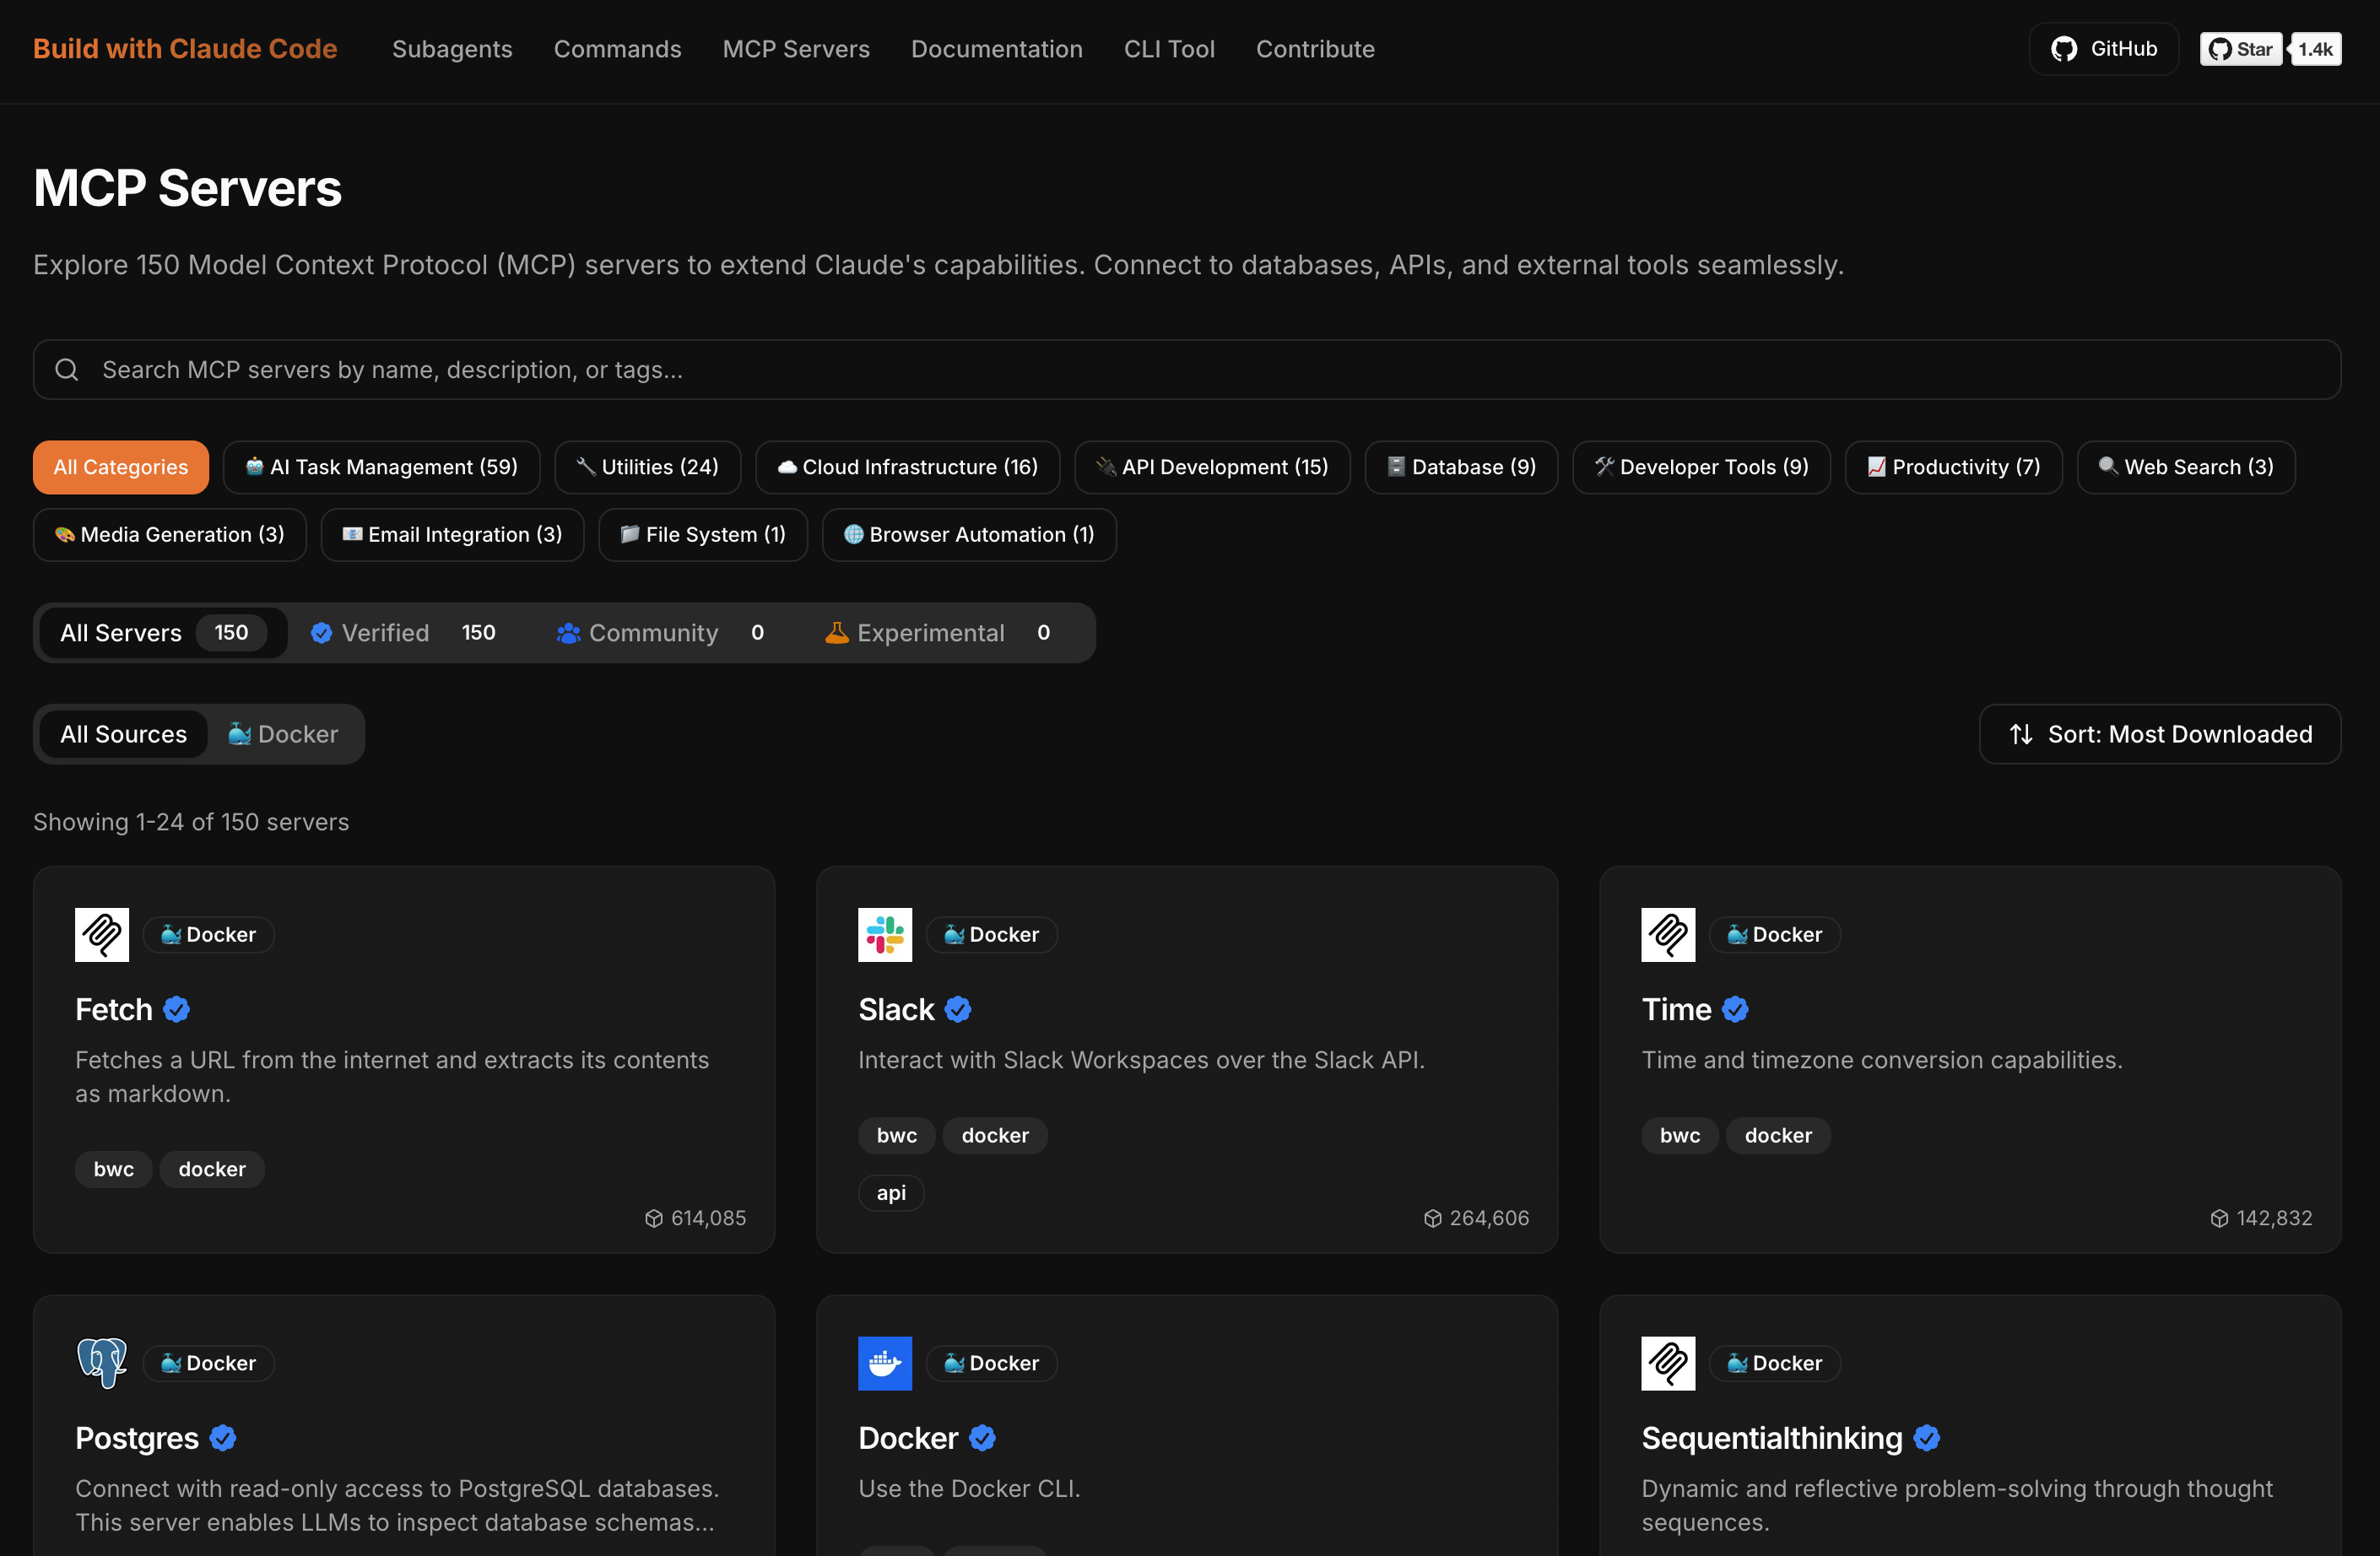 Build with Claude Code Subagents Commands MCP Servers Documentation CLI Tool Contribute GitHub Star 1.4k
MCP Servers
Explore 150 Model Context Protocol (MCP) servers to extend Claude's capabilities. Connect to databases, APIs, and external tools seamlessly.
Search MCP servers by name, description, or tags...
All Categories AI Task Management (59) Utilities (24) Cloud Infrastructure (16) API Development (15) Database (9) Developer Tools (9) Productivity (7) Web Search (3)
Media Generation (3) Email Integration (3) File System (1) Browser Automation (1)
All Servers 150 Verified 150 Community 0 Experimental 0
All Sources Docker Sort: Most Downloaded
Showing 1-24 of 150 servers
Docker
Fetch
Fetches a URL from the internet and extracts its contents
as markdown.
bwc docker
614,085
Docker
Slack
Interact with Slack Workspaces over the Slack API.
bwc docker
api
264,606
Docker
Time
Time and timezone conversion capabilities.
bwc docker
142,832
Docker
Postgres
Connect with read-only access to PostgreSQL databases.
This server enables LLMs to inspect database schemas...
Docker
Docker
Use the Docker CLI.
Docker
Sequentialthinking
Dynamic and reflective problem-solving through thought
sequences.